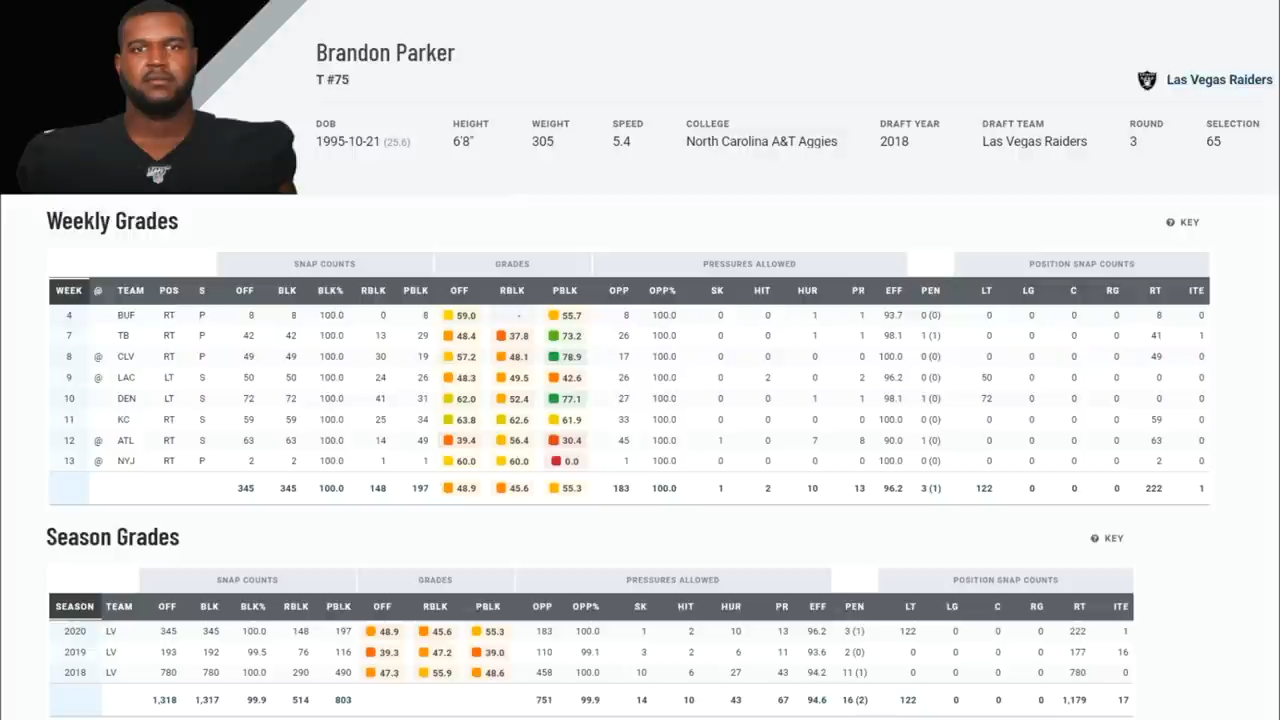 Brandon Parker
T #75
Las Vegas Raiders
DOB HEIGHT WEIGHT SPEED COLLEGE DRAFT YEAR DRAFT TEAM ROUND SELECTION
1995-10-21 (25.6) 6'8" 305 5.4 North Carolina A&T Aggies 2018 Las Vegas Raiders 3 65
Weekly Grades
KEY
SNAP COUNTS GRADES PRESSURES ALLOWED POSITION SNAP COUNTS
WEEK @ TEAM POS S OFF BLK BLK% RBLK PBLK OFF RBLK PBLK OPP OPP% SK HIT HUR PR EFF PEN LT LG C RG RT ITE
4 BUF RT P 8 8 100.0 0 8 59.0 - 55.7 8 100.0 0 0 1 1 93.7 0 (0) 0 0 0 0 8 0
7 TB RT P 42 42 100.0 13 29 48.4 37.8 73.2 26 100.0 0 0 1 1 98.1 1 (1) 0 0 0 0 41 1
8 @ CLV RT P 49 49 100.0 30 19 57.2 48.1 78.9 17 100.0 0 0 0 0 100.0 0 (0) 0 0 0 0 49 0
9 @ LAC LT S 50 50 100.0 24 26 48.3 49.5 42.6 26 100.0 0 2 0 2 96.2 0 (0) 50 0 0 0 0 0
10 DEN LT S 72 72 100.0 41 31 62.0 52.4 77.1 27 100.0 0 0 1 1 98.1 1 (0) 72 0 0 0 0 0
11 KC RT S 59 59 100.0 25 34 63.8 62.6 61.9 33 100.0 0 0 0 0 100.0 0 (0) 0 0 0 0 59 0
12 @ ATL RT S 63 63 100.0 14 49 39.4 56.4 30.4 45 100.0 1 0 7 8 90.0 1 (0) 0 0 0 0 63 0
13 @ NYJ RT P 2 2 100.0 1 1 60.0 60.0 0.0 1 100.0 0 0 0 0 100.0 0 (0) 0 0 0 0 2 0
345 345 100.0 148 197 48.9 45.6 55.3 183 100.0 1 2 10 13 96.2 3 (1) 122 0 0 0 222 1
Season Grades
KEY
SNAP COUNTS GRADES PRESSURES ALLOWED POSITION SNAP COUNTS
SEASON TEAM OFF BLK BLK% RBLK PBLK OFF RBLK PBLK OPP OPP% SK HIT HUR PR EFF PEN LT LG C RG RT ITE
2020 LV 345 345 100.0 148 197 48.9 45.6 55.3 183 100.0 1 2 10 13 96.2 3 (1) 122 0 0 0 222 1
2019 LV 193 192 99.5 76 116 39.3 47.2 39.0 110 99.1 3 2 6 11 93.6 2 (0) 0 0 0 0 177 16
2018 LV 780 780 100.0 290 490 47.3 55.9 48.6 458 100.0 10 6 27 43 94.2 11 (1) 0 0 0 0 780 0
1,318 1,317 99.9 514 803 751 99.9 14 10 43 67 94.6 16 (2) 122 0 0 0 1,179 17